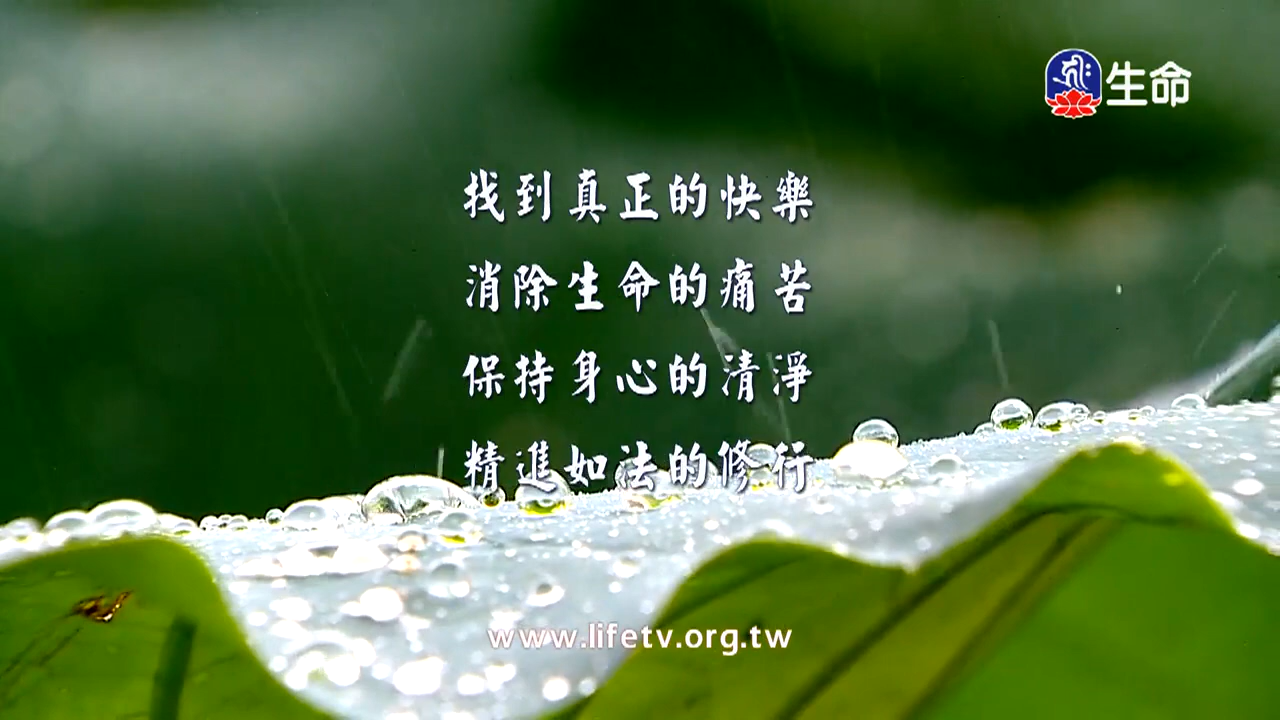 生命
找到真正的快樂
消除生命的痛苦
保持身心的清淨
精進如法的修行
www.lifetv.org.tw